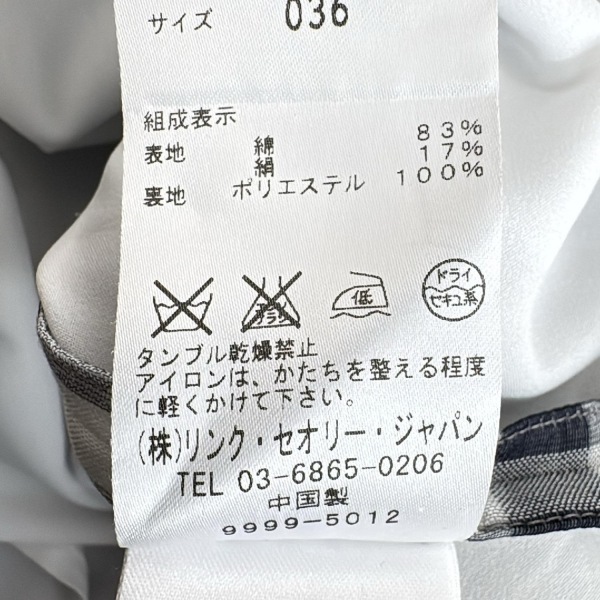 サイズ 036
組成表示
表地 綿 83%
絹 17%
裏地 ポリエステル 100%
低
ドライ
セキユ系
タンブル乾燥禁止
アイロンは、かたちを整える程度
に軽くかけて下さい。
(株)リンク・セオリー・ジャパン
TEL 03-6865-0206
中国製
9999-5012